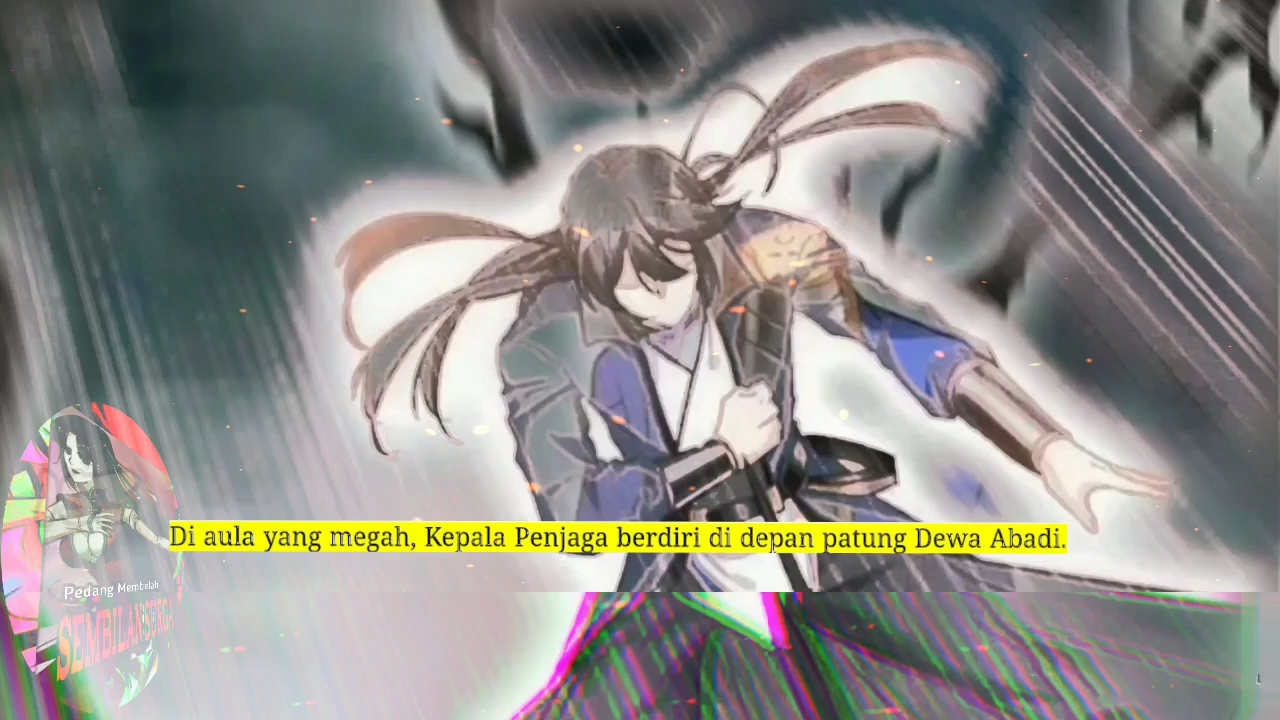 Di aula yang megah, Kepala Penjaga berdiri di depan patung Dewa Abadi.
Pedang Membelah
SEMBILAN SURGA